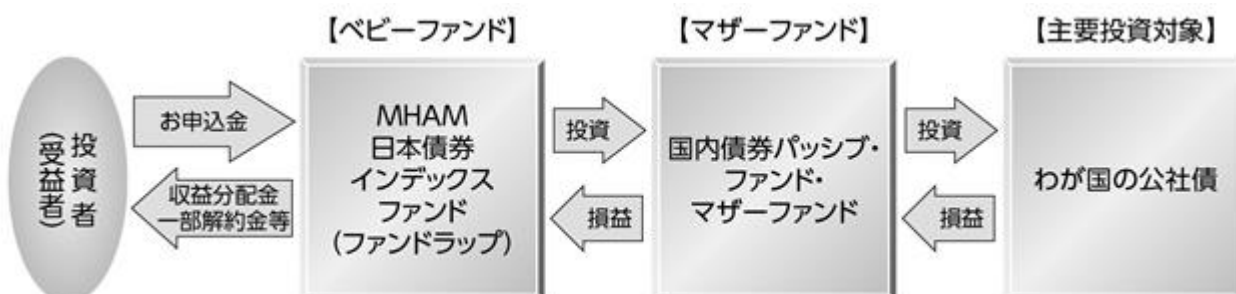 【ベビーファンド】
【マザーファンド】
【主要投資対象】
投資者
(受益者)
お申込金
収益分配金
一部解約金等
MHAM
日本債券
インデックス
ファンド
(ファンドラップ)
投資
損益
国内債券パッシブ・
ファンド・
マザーファンド
投資
損益
わが国の公社債